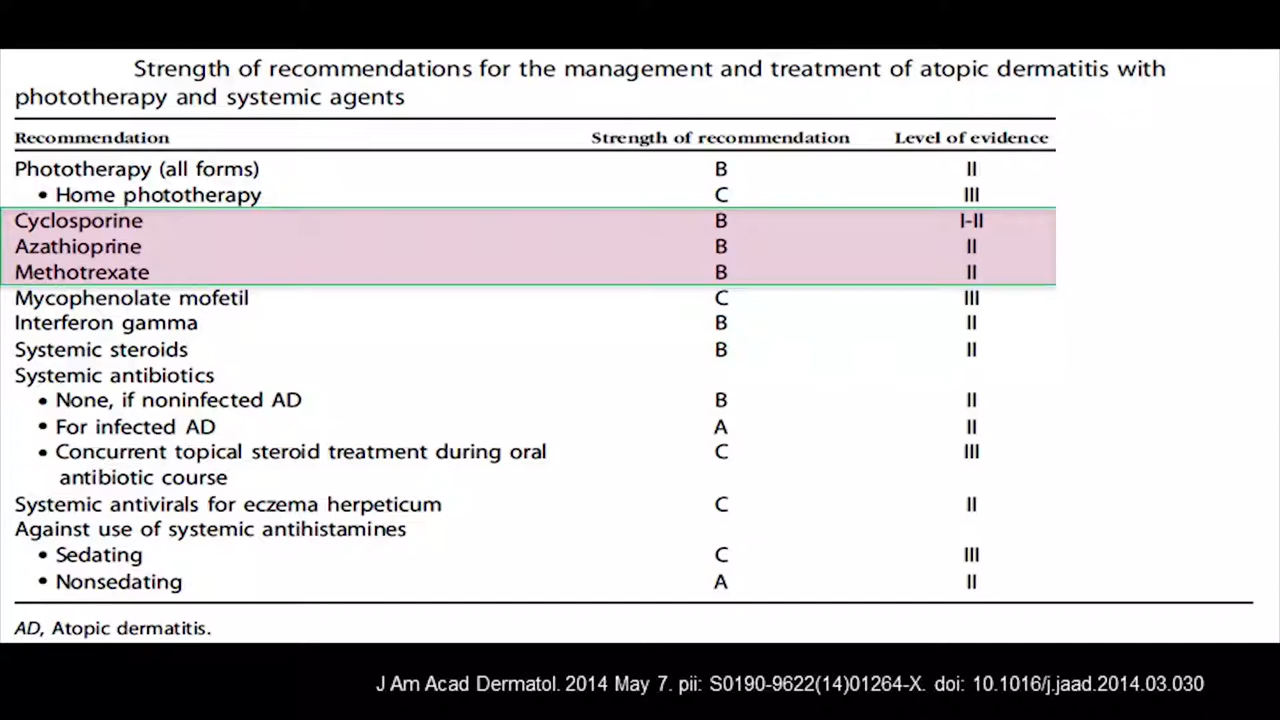 Strength of recommendations for the management and treatment of atopic dermatitis with
phototherapy and systemic agents
Recommendation Strength of recommendation Level of evidence
Phototherapy (all forms) B II
• Home phototherapy C III
Cyclosporine B I-II
Azathioprine B II
Methotrexate B II
Mycophenolate mofetil C III
Interferon gamma B II
Systemic steroids B II
Systemic antibiotics
• None, if noninfected AD B II
• For infected AD A II
• Concurrent topical steroid treatment during oral C III
antibiotic course
Systemic antivirals for eczema herpeticum C II
Against use of systemic antihistamines
• Sedating C III
• Nonsedating A II
AD, Atopic dermatitis.
J Am Acad Dermatol. 2014 May 7. pii: S0190-9622(14)01264-X. doi: 10.1016/j.jaad.2014.03.030